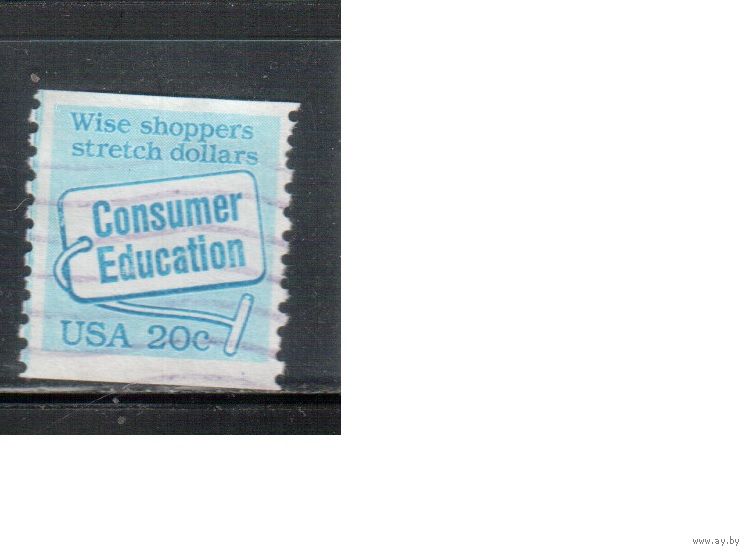 Wise shoppers
stretch dollars
Consumer
Education
USA 20c
www.ay.by